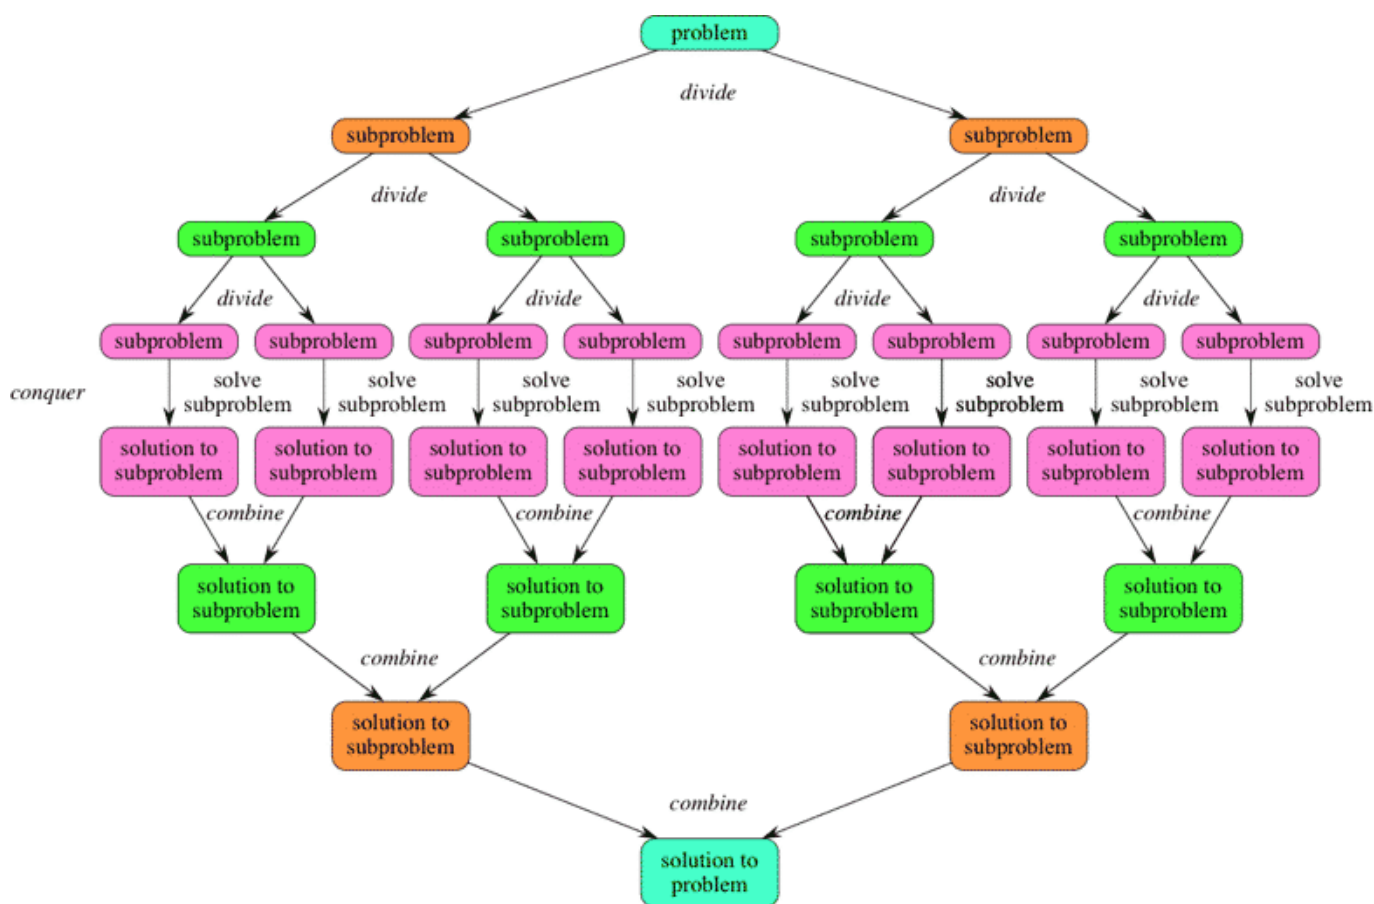 problem
divide
subproblem subproblem
divide divide
subproblem subproblem subproblem subproblem
divide divide divide divide
subproblem subproblem subproblem subproblem subproblem subproblem subproblem subproblem
conquer
solve solve solve solve solve solve solve solve
subproblem subproblem subproblem subproblem subproblem subproblem subproblem subproblem
solution to solution to solution to solution to solution to solution to solution to solution to
subproblem subproblem subproblem subproblem subproblem subproblem subproblem subproblem
combine combine combine combine
solution to solution to solution to solution to
subproblem subproblem subproblem subproblem
combine combine
solution to solution to
subproblem subproblem
combine
solution to
problem